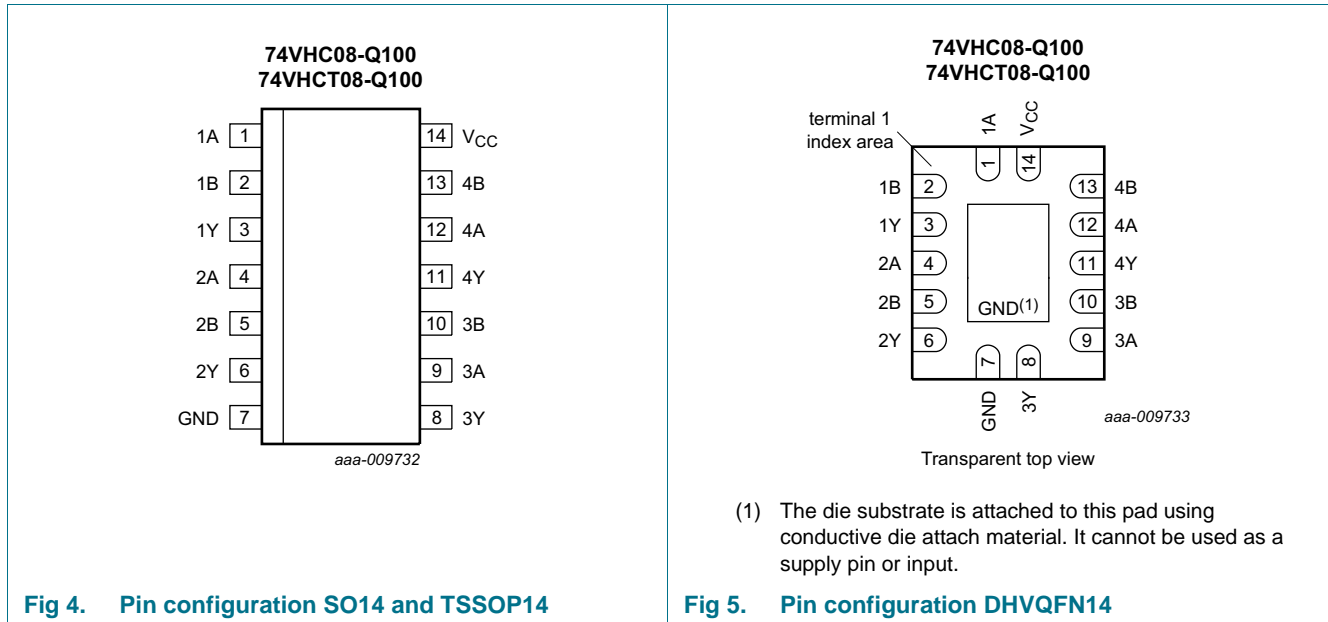 74VHC08-Q100
74VHCT08-Q100
1A 1
14 VCC
1B 2
13 4B
1Y 3
12 4A
2A 4
11 4Y
2B 5
10 3B
2Y 6
9 3A
GND 7
8 3Y
aaa-009732
Fig 4. Pin configuration SO14 and TSSOP14
74VHC08-Q100
74VHCT08-Q100
terminal 1
index area
1A
VCC
1
14
1B 2
13 4B
1Y 3
12 4A
2A 4
11 4Y
2B 5
10 3B
GND(1)
2Y 6
9 3A
7
8
GND
3Y
aaa-009733
Transparent top view
(1) The die substrate is attached to this pad using
conductive die attach material. It cannot be used as a
supply pin or input.
Fig 5. Pin configuration DHVQFN14